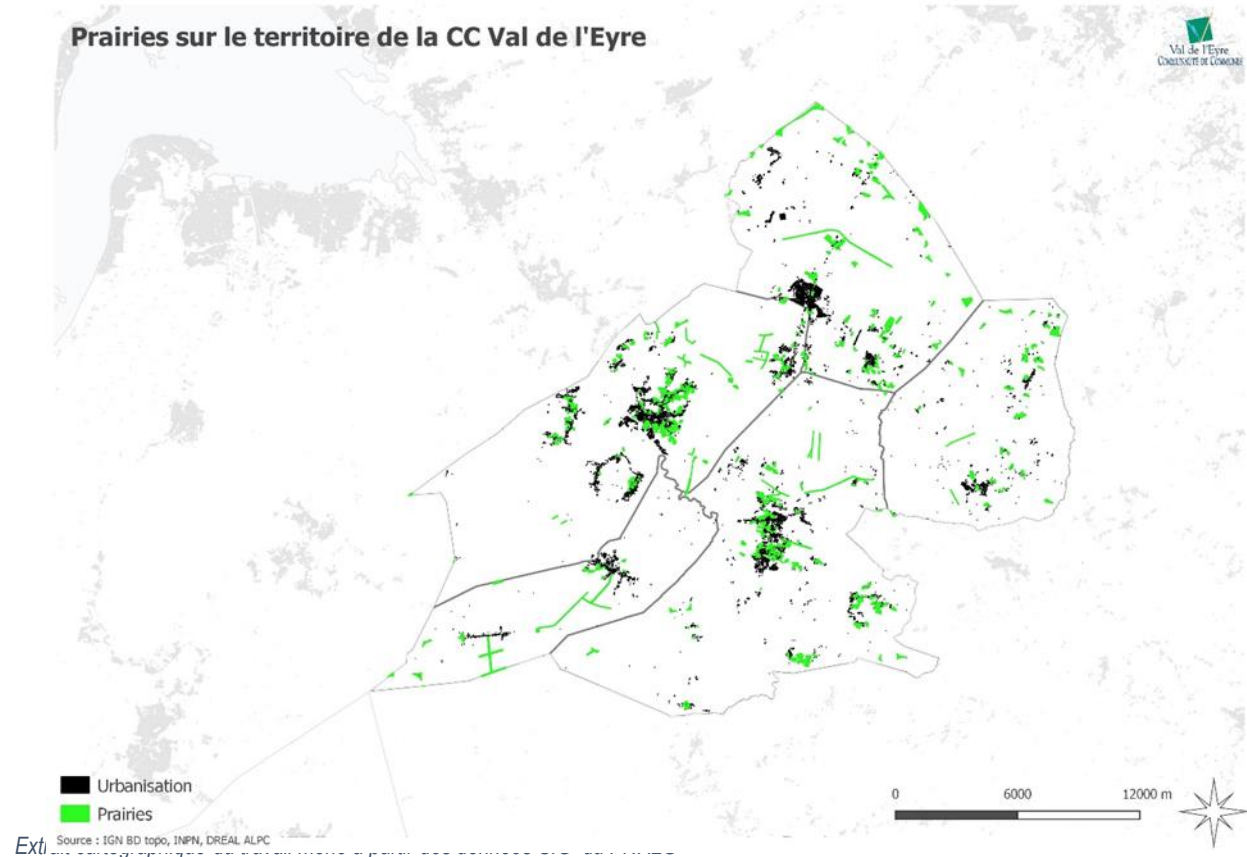 Prairies sur le territoire de la CC Val de l'Eyre
Val de l'Eyre
COMMUNAUTÉ DE COMMUNES
Urbanisation
Prairies
0 6000 12000 m
Source : IGN BD topo, INPN, DREAL ALPC